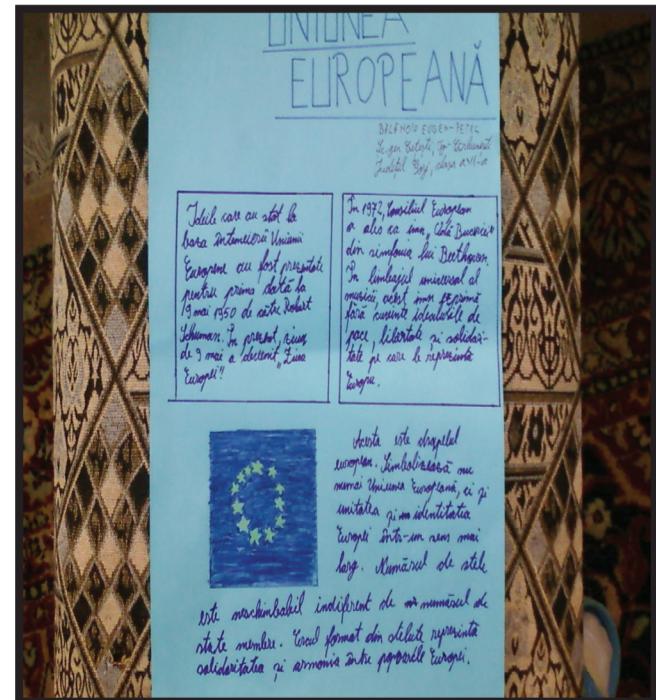 UNIUNEA
EUROPEANĂ
Ideile care au stat la
baza întemeierii Uniunii
Europene au fost prezentate
pentru prima dată la
9 mai 1950 de către Robert
Schuman. În prezent, ziua
de 9 mai a devenit „Ziua
Europei”!
În 1972, Consiliul European
a ales ca imn „Oda Bucuriei”
din simfonia lui Beethoven.
În limbajul universal al
muzicii, acest imn exprimă
fără cuvinte idealurile de
pace, libertate și solidari-
tate pe care le reprezintă
Europa.
Acesta este drapelul
european. Simbolizează nu
numai Uniunea Europeană, ci și
unitatea și identitatea
Europei într-un sens mai
larg. Numărul de stele
este neschimbabil indiferent de numărul de
state membre. Cercul format din steluțe reprezintă
solidaritatea și armonia între popoarele Europei.